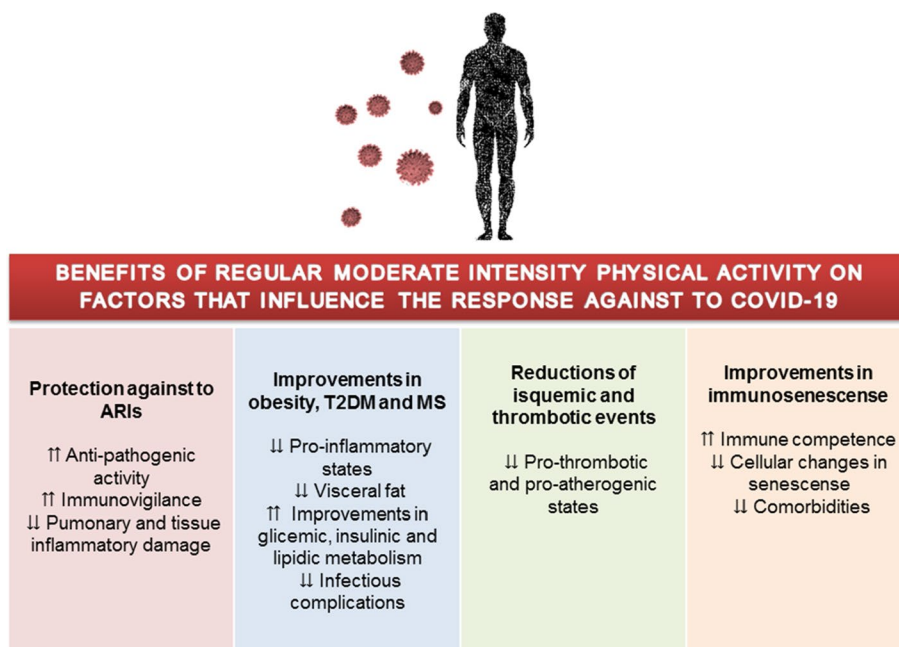 BENEFITS OF REGULAR MODERATE INTENSITY PHYSICAL ACTIVITY ON
FACTORS THAT INFLUENCE THE RESPONSE AGAINST TO COVID-19
Protection against to
ARIs
⇈ Anti-pathogenic
activity
⇈ Immunovigilance
⇊ Pumonary and tissue
inflammatory damage
Improvements in
obesity, T2DM and MS
⇊ Pro-inflammatory
states
⇊ Visceral fat
⇈ Improvements in
glicemic, insulinic and
lipidic metabolism
⇊ Infectious
complications
Reductions of
isquemic and
thrombotic events
⇊ Pro-thrombotic
and pro-atherogenic
states
Improvements in
immunosenescense
⇈ Immune competence
⇊ Cellular changes in
senescense
⇊ Comorbidities